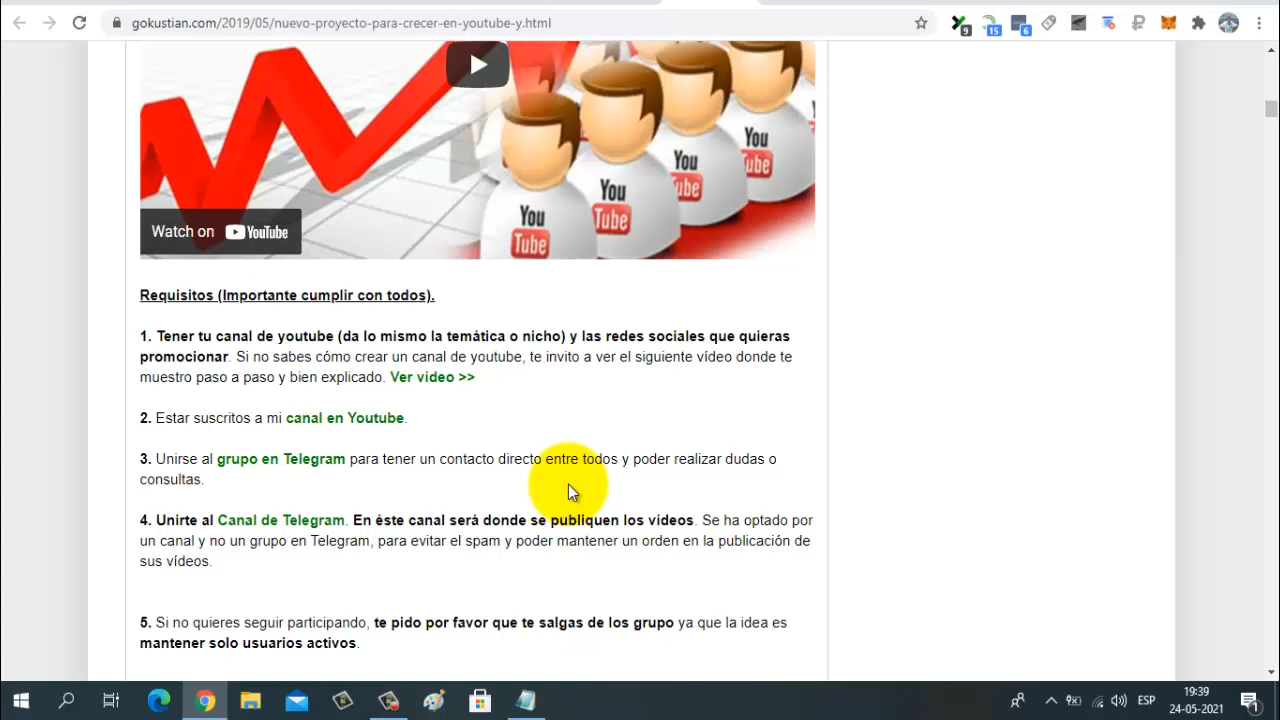 gokustian.com/2019/05/nuevo-proyecto-para-crecer-en-youtube-y.html
9
15
6
You Tube
You Tube
You Tube
You Tube
Watch on YouTube
Requisitos (Importante cumplir con todos).
1. Tener tu canal de youtube (da lo mismo la temática o nicho) y las redes sociales que quieras
promocionar. Si no sabes cómo crear un canal de youtube, te invito a ver el siguiente vídeo donde te
muestro paso a paso y bien explicado. Ver video >>
2. Estar suscritos a mi canal en Youtube.
3. Unirse al grupo en Telegram para tener un contacto directo entre todos y poder realizar dudas o
consultas.
4. Unirte al Canal de Telegram. En éste canal será donde se publiquen los vídeos. Se ha optado por
un canal y no un grupo en Telegram, para evitar el spam y poder mantener un orden en la publicación de
sus vídeos.
5. Si no quieres seguir participando, te pido por favor que te salgas de los grupo ya que la idea es
mantener solo usuarios activos.
ESP
19:39
24-05-2021
1